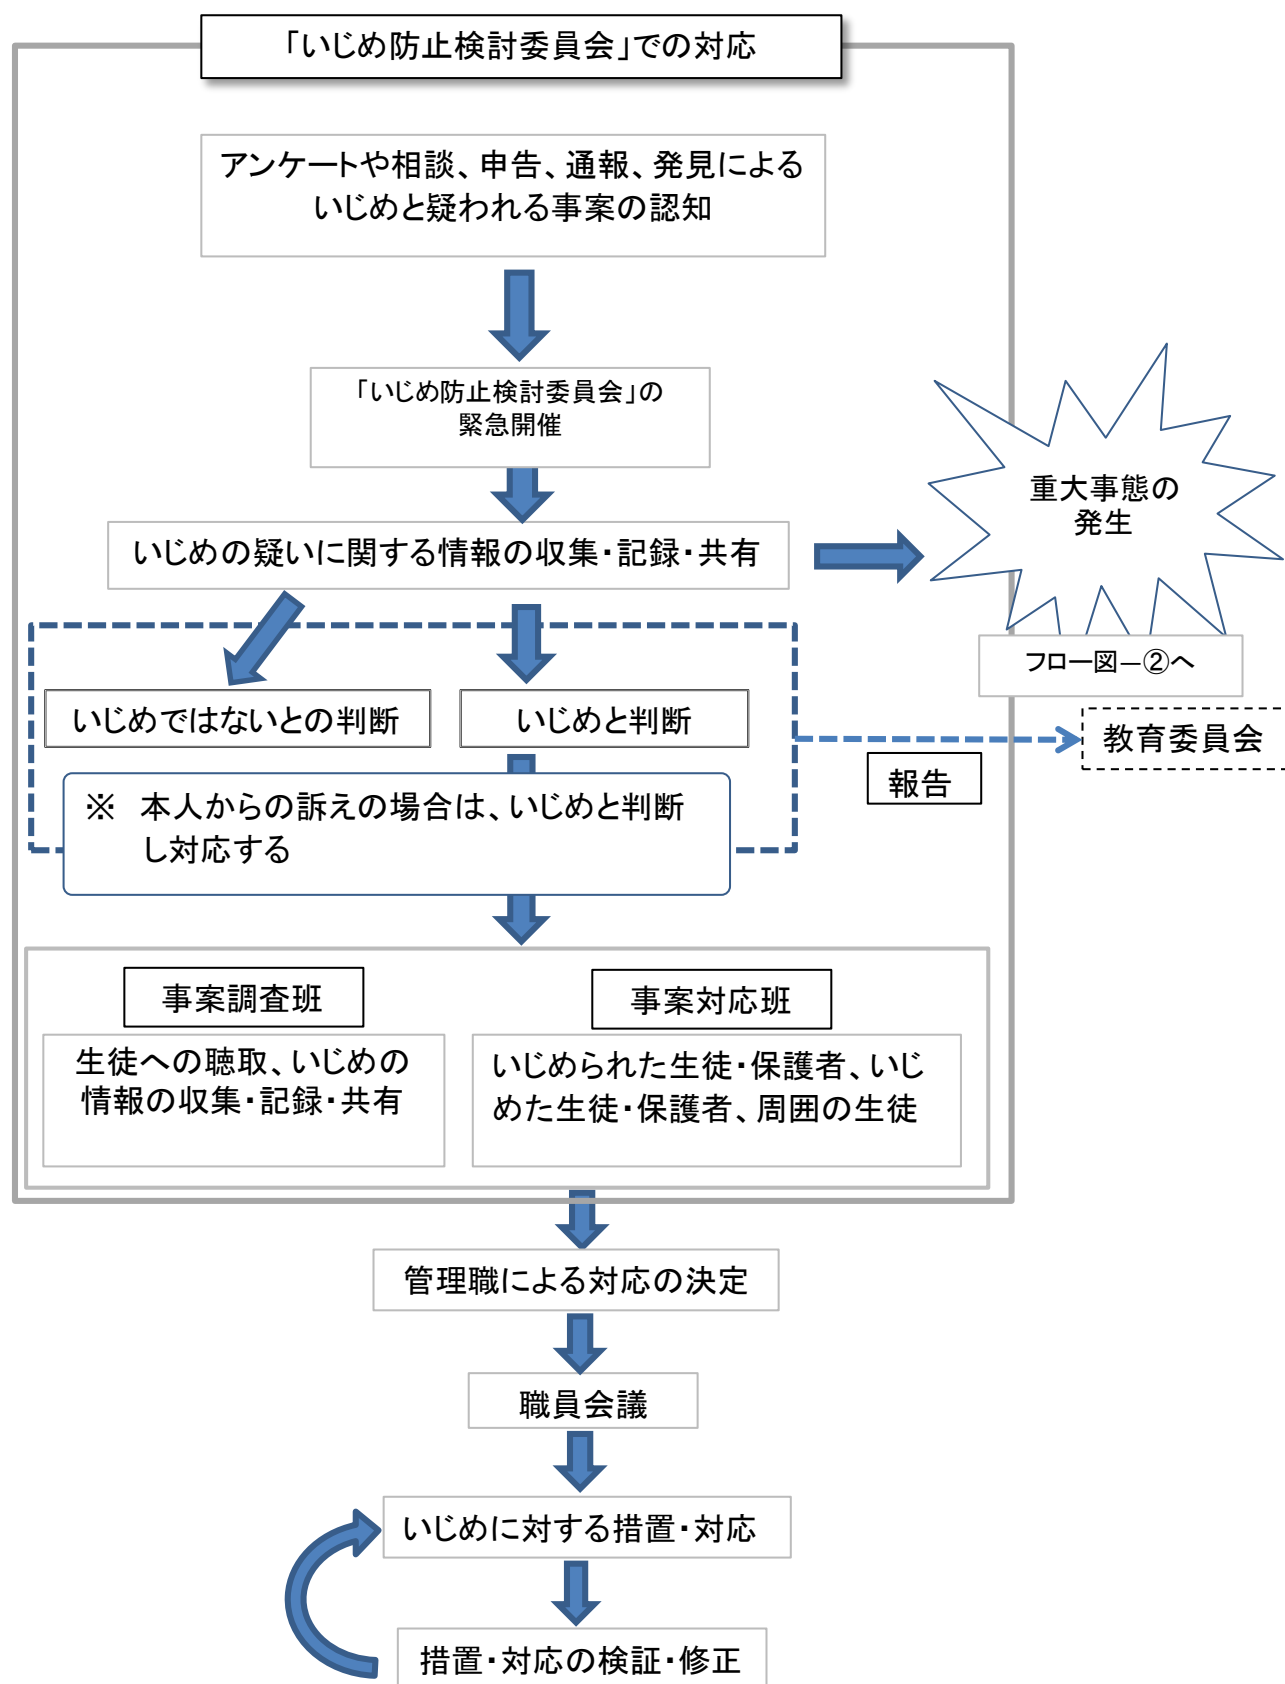 「いじめ防止検討委員会」での対応
アンケートや相談、申告、通報、発見による
いじめと疑われる事案の認知
「いじめ防止検討委員会」の
緊急開催
重大事態の
発生
いじめの疑いに関する情報の収集・記録・共有
フロー図―②へ
いじめではないとの判断
いじめと判断
教育委員会
報告
※ 本人からの訴えの場合は、いじめと判断
し対応する
事案調査班
生徒への聴取、いじめの
情報の収集・記録・共有
事案対応班
いじめられた生徒・保護者、いじ
めた生徒・保護者、周囲の生徒
管理職による対応の決定
職員会議
いじめに対する措置・対応
措置・対応の検証・修正